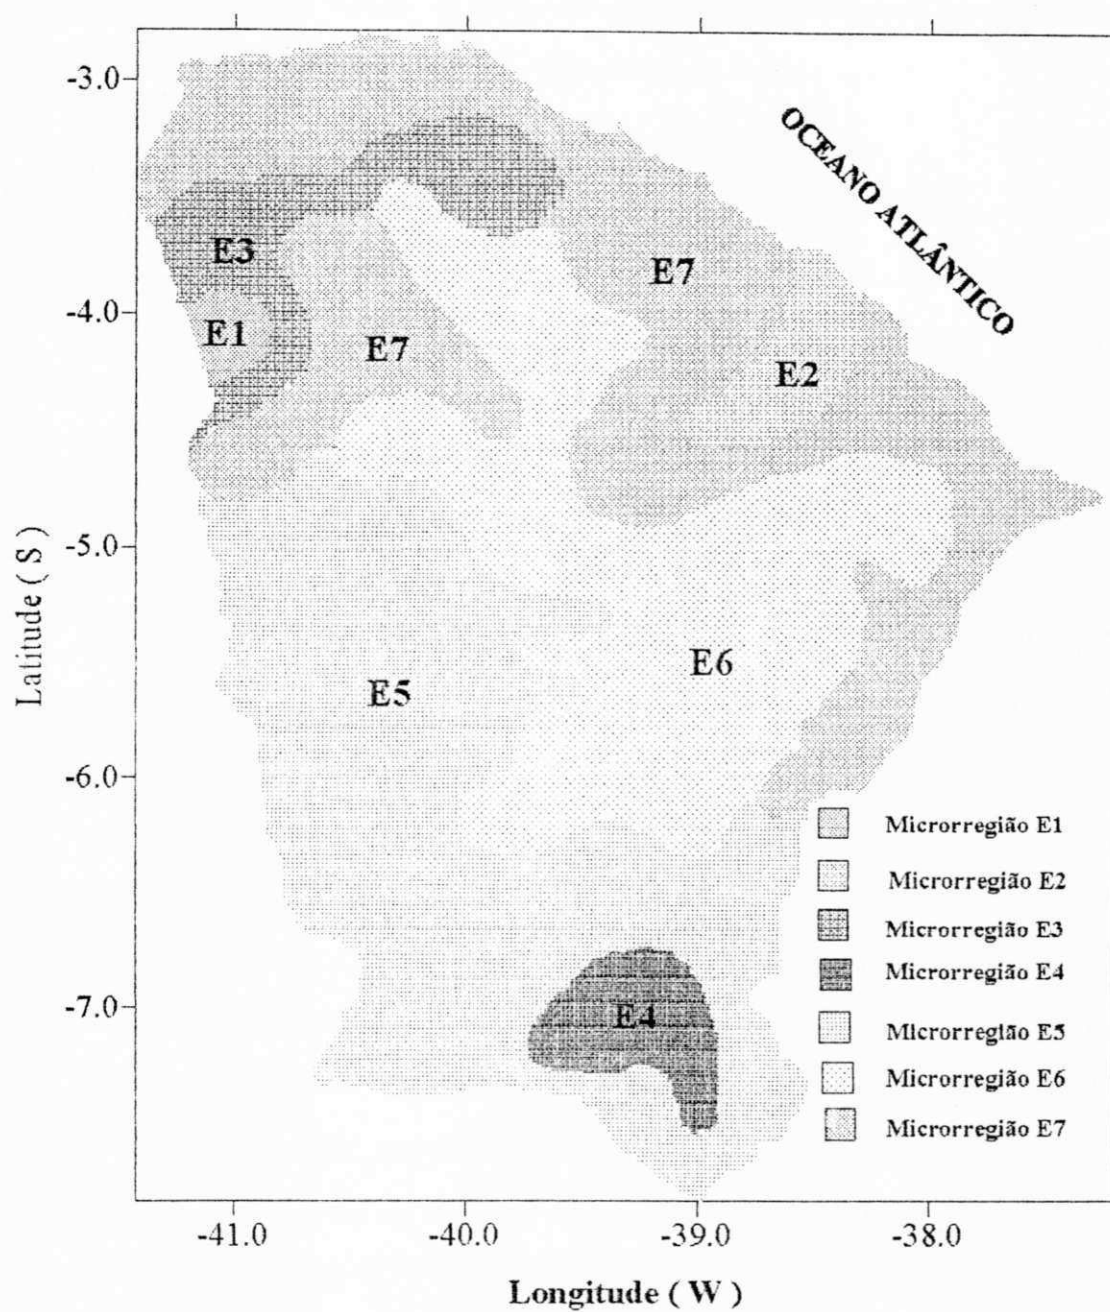 -3.0
-4.0
-5.0
-6.0
-7.0
Latitude ( S )
OCEANO ATLÂNTICO
E3
E7
E1
E7
E2
E6
E5
E4
Microrregião E1
Microrregião E2
Microrregião E3
Microrregião E4
Microrregião E5
Microrregião E6
Microrregião E7
-41.0 -40.0 -39.0 -38.0
Longitude ( W )